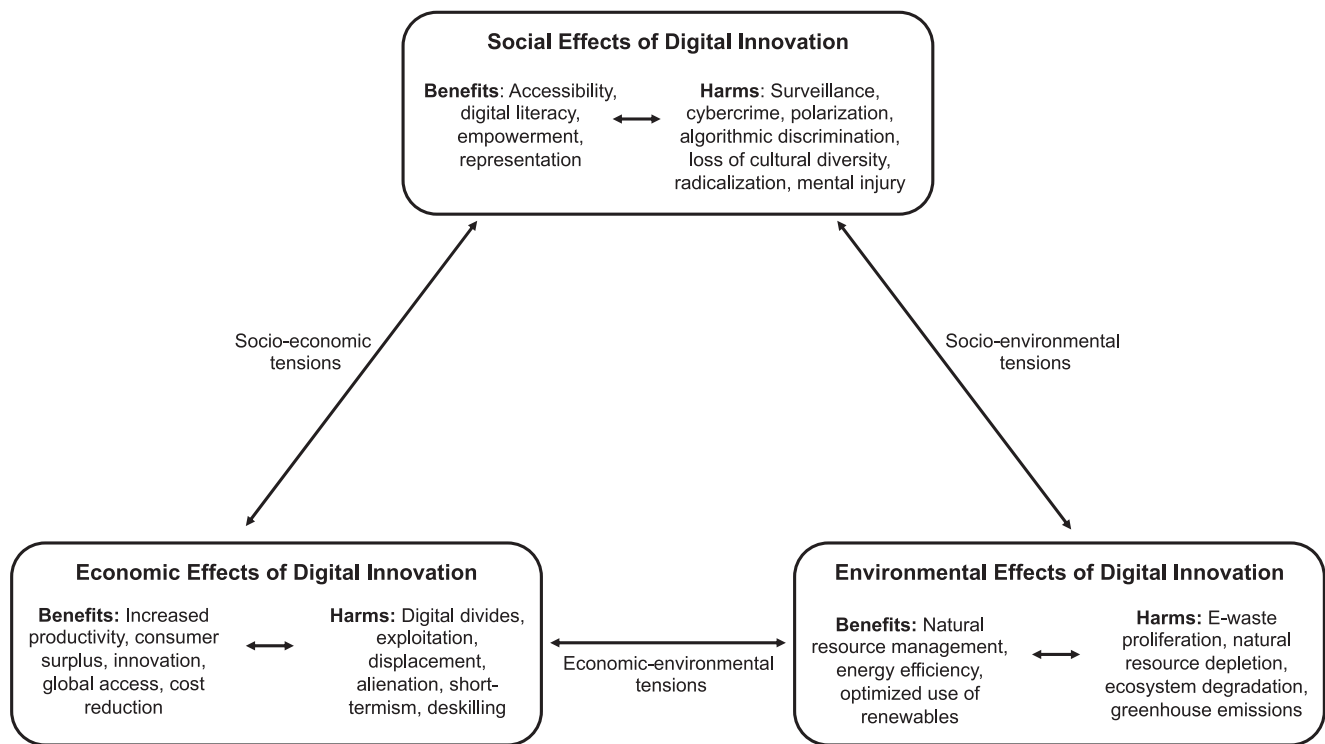 Social Effects of Digital Innovation
Benefits: Accessibility,
digital literacy,
empowerment,
representation
Harms: Surveillance,
cybercrime, polarization,
algorithmic discrimination,
loss of cultural diversity,
radicalization, mental injury
Socio-economic
tensions
Socio-environmental
tensions
Economic Effects of Digital Innovation
Benefits: Increased
productivity, consumer
surplus, innovation,
global access, cost
reduction
Harms: Digital divides,
exploitation,
displacement,
alienation, short-
termism, deskilling
Economic-environmental
tensions
Environmental Effects of Digital Innovation
Benefits: Natural
resource management,
energy efficiency,
optimized use of
renewables
Harms: E-waste
proliferation, natural
resource depletion,
ecosystem degradation,
greenhouse emissions